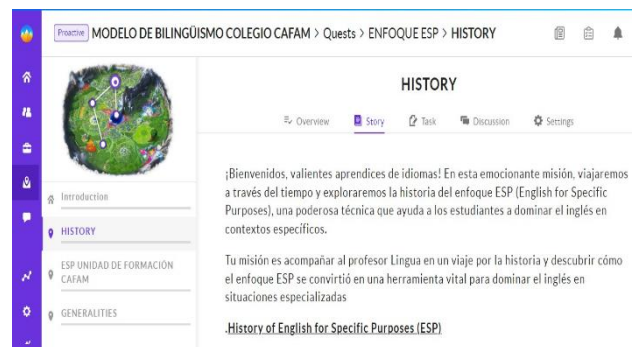 Proactive MODELO DE BILINGÜISMO COLEGIO CAFAM > Quests > ENFOQUE ESP > HISTORY
HISTORY
Overview Story Task Discussion Settings
Introduction
HISTORY
ESP UNIDAD DE FORMACIÓN
CAFAM
GENERALITIES
¡Bienvenidos, valientes aprendices de idiomas! En esta emocionante misión, viajaremos
a través del tiempo y exploraremos la historia del enfoque ESP (English for Specific
Purposes), una poderosa técnica que ayuda a los estudiantes a dominar el inglés en
contextos específicos.
Tu misión es acompañar al profesor Lingua en un viaje por la historia y descubrir cómo
el enfoque ESP se convirtió en una herramienta vital para dominar el inglés en
situaciones especializadas
.History of English for Specific Purposes (ESP)